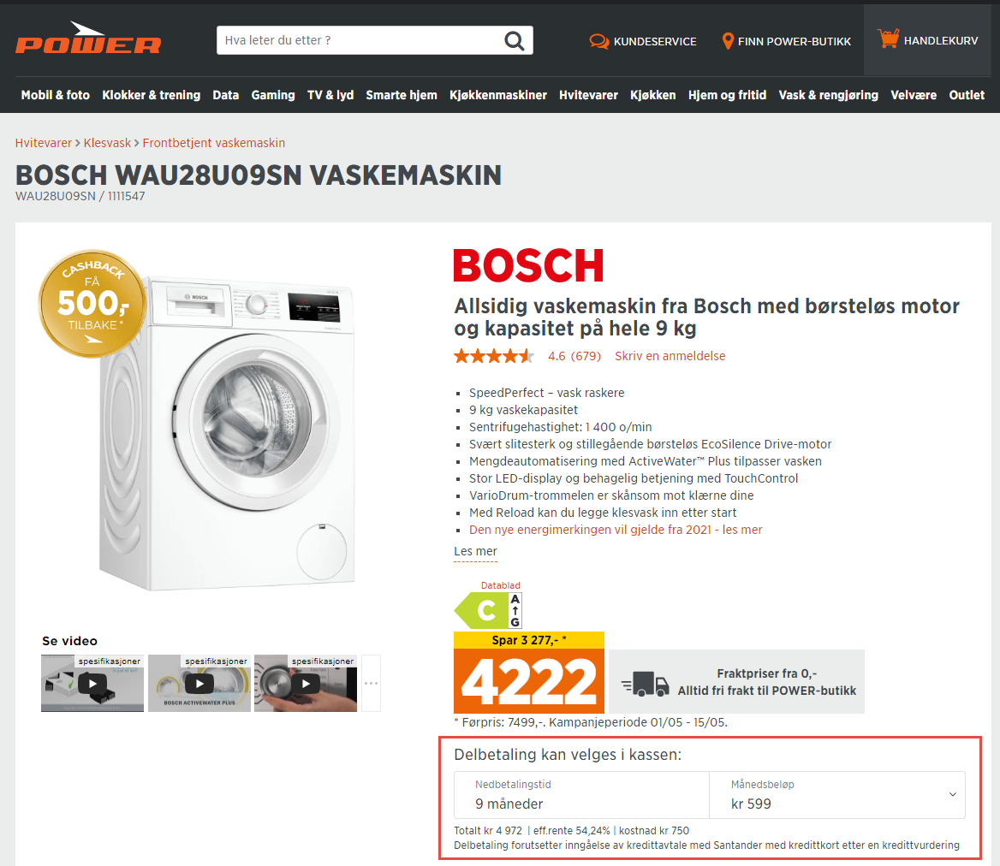 POWER
Hva leter du etter ?
KUNDESERVICE
FINN POWER-BUTIKK
HANDLEKURV
Mobil & foto Klokker & trening Data Gaming TV & lyd Smarte hjem Kjøkkenmaskiner Hvitevarer Kjøkken Hjem og fritid Vask & rengjøring Velvære Outlet
Hvitevarer > Klesvask > Frontbetjent vaskemaskin
BOSCH WAU28U09SN VASKEMASKIN
WAU28U09SN / 1111547
CASHBACK
FÅ
500,-
TILBAKE*
BOSCH
BOSCH
Allsidig vaskemaskin fra Bosch med børsteløs motor
og kapasitet på hele 9 kg
4.6 (679) Skriv en anmeldelse
SpeedPerfect – vask raskere
9 kg vaskekapasitet
Sentrifugehastighet: 1 400 o/min
Svært slitesterk og stillegående børsteløs EcoSilence Drive-motor
Mengdeautomatisering med ActiveWater™ Plus tilpasser vasken
Stor LED-display og behagelig betjening med TouchControl
VarioDrum-trommelen er skånsom mot klærne dine
Med Reload kan du legge klesvask inn etter start
Den nye energimerkingen vil gjelde fra 2021 - les mer
Les mer
Datablad
C
A
↑
G
Se video
spesifikasjoner
spesifikasjoner
BOSCH ACTIVEWATER PLUS
spesifikasjoner
...
Spar 3 277,- *
4222
Fraktpriser fra 0,-
Alltid fri frakt til POWER-butikk
* Førpris: 7499,-. Kampanjeperiode 01/05 - 15/05.
Delbetaling kan velges i kassen:
Nedbetalingstid
9 måneder
Månedsbeløp
kr 599
Totalt kr 4 972 | eff.rente 54,24% | kostnad kr 750
Delbetaling forutsetter inngåelse av kredittavtale med Santander med kredittkort etter en kredittvurdering